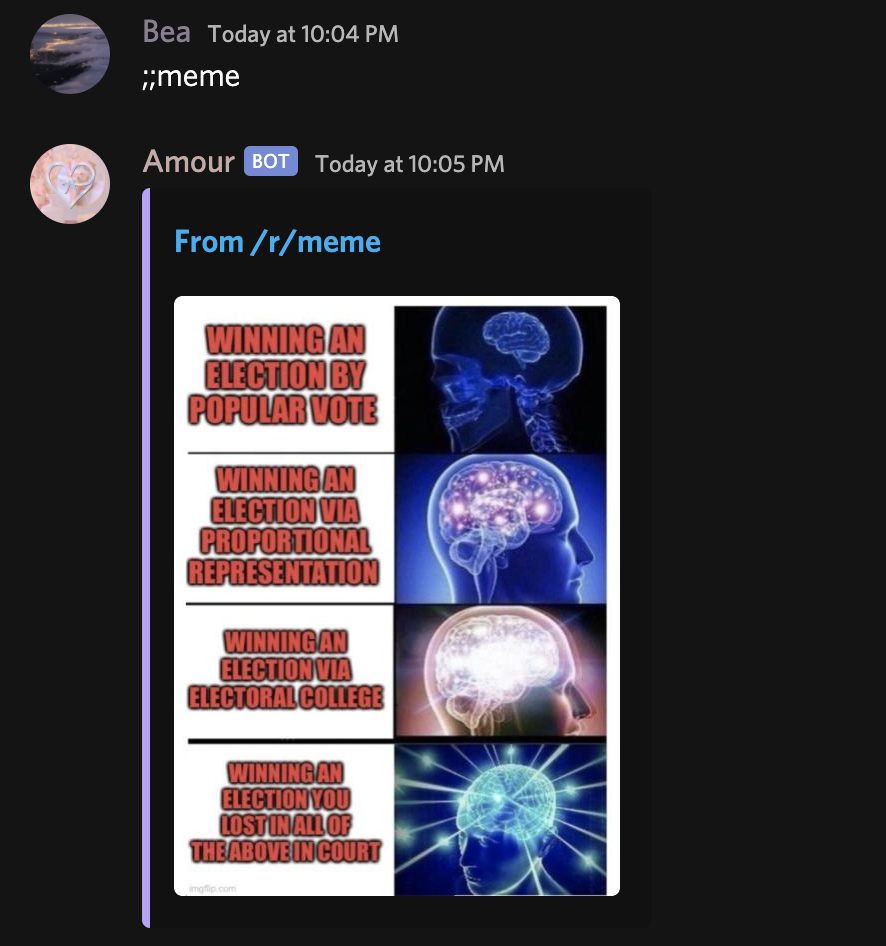 Bea Today at 10:04 PM
;;meme
Amour BOT Today at 10:05 PM
From /r/meme
WINNING AN
ELECTION BY
POPULAR VOTE
WINNING AN
ELECTION VIA
PROPORTIONAL
REPRESENTATION
WINNING AN
ELECTION VIA
ELECTORAL COLLEGE
WINNING AN
ELECTION YOU
LOST IN ALL OF
THE ABOVE IN COURT
imgflip.com